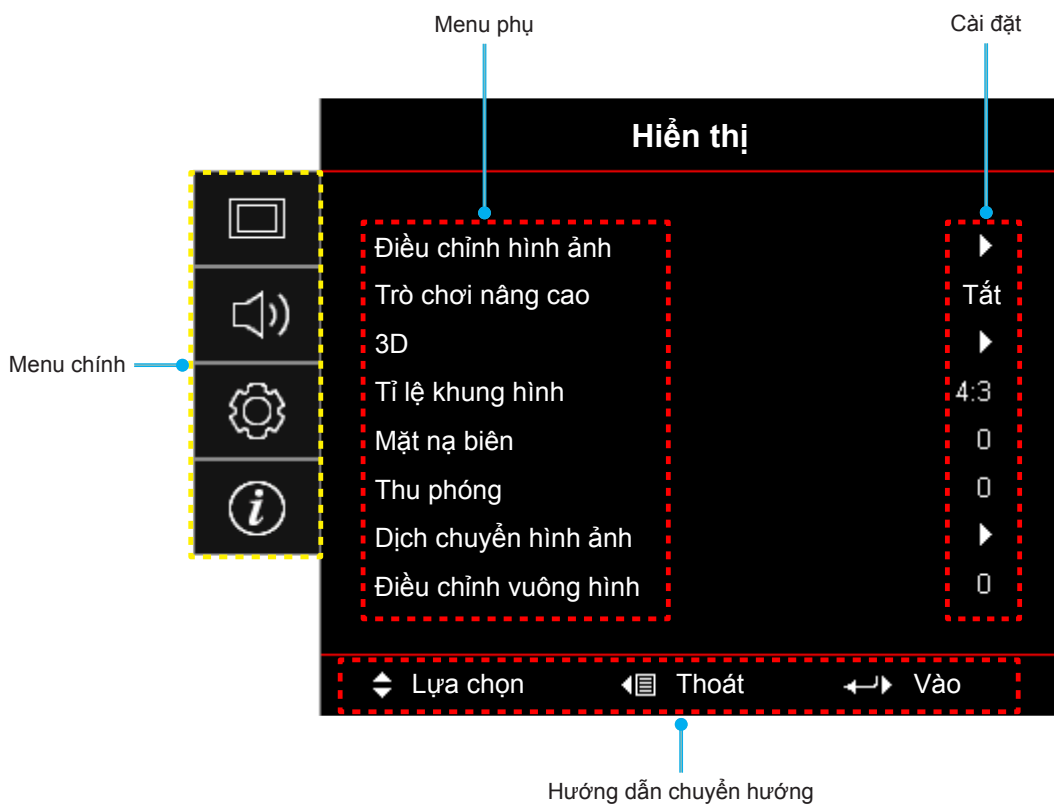 Menu phụ
Cài đặt
Hiển thị
Điều chỉnh hình ảnh
Trò chơi nâng cao Tắt
3D
Menu chính
Tỉ lệ khung hình 4:3
Mặt nạ biên 0
Thu phóng 0
Dịch chuyển hình ảnh
Điều chỉnh vuông hình 0
Lựa chọn Thoát Vào
Hướng dẫn chuyển hướng